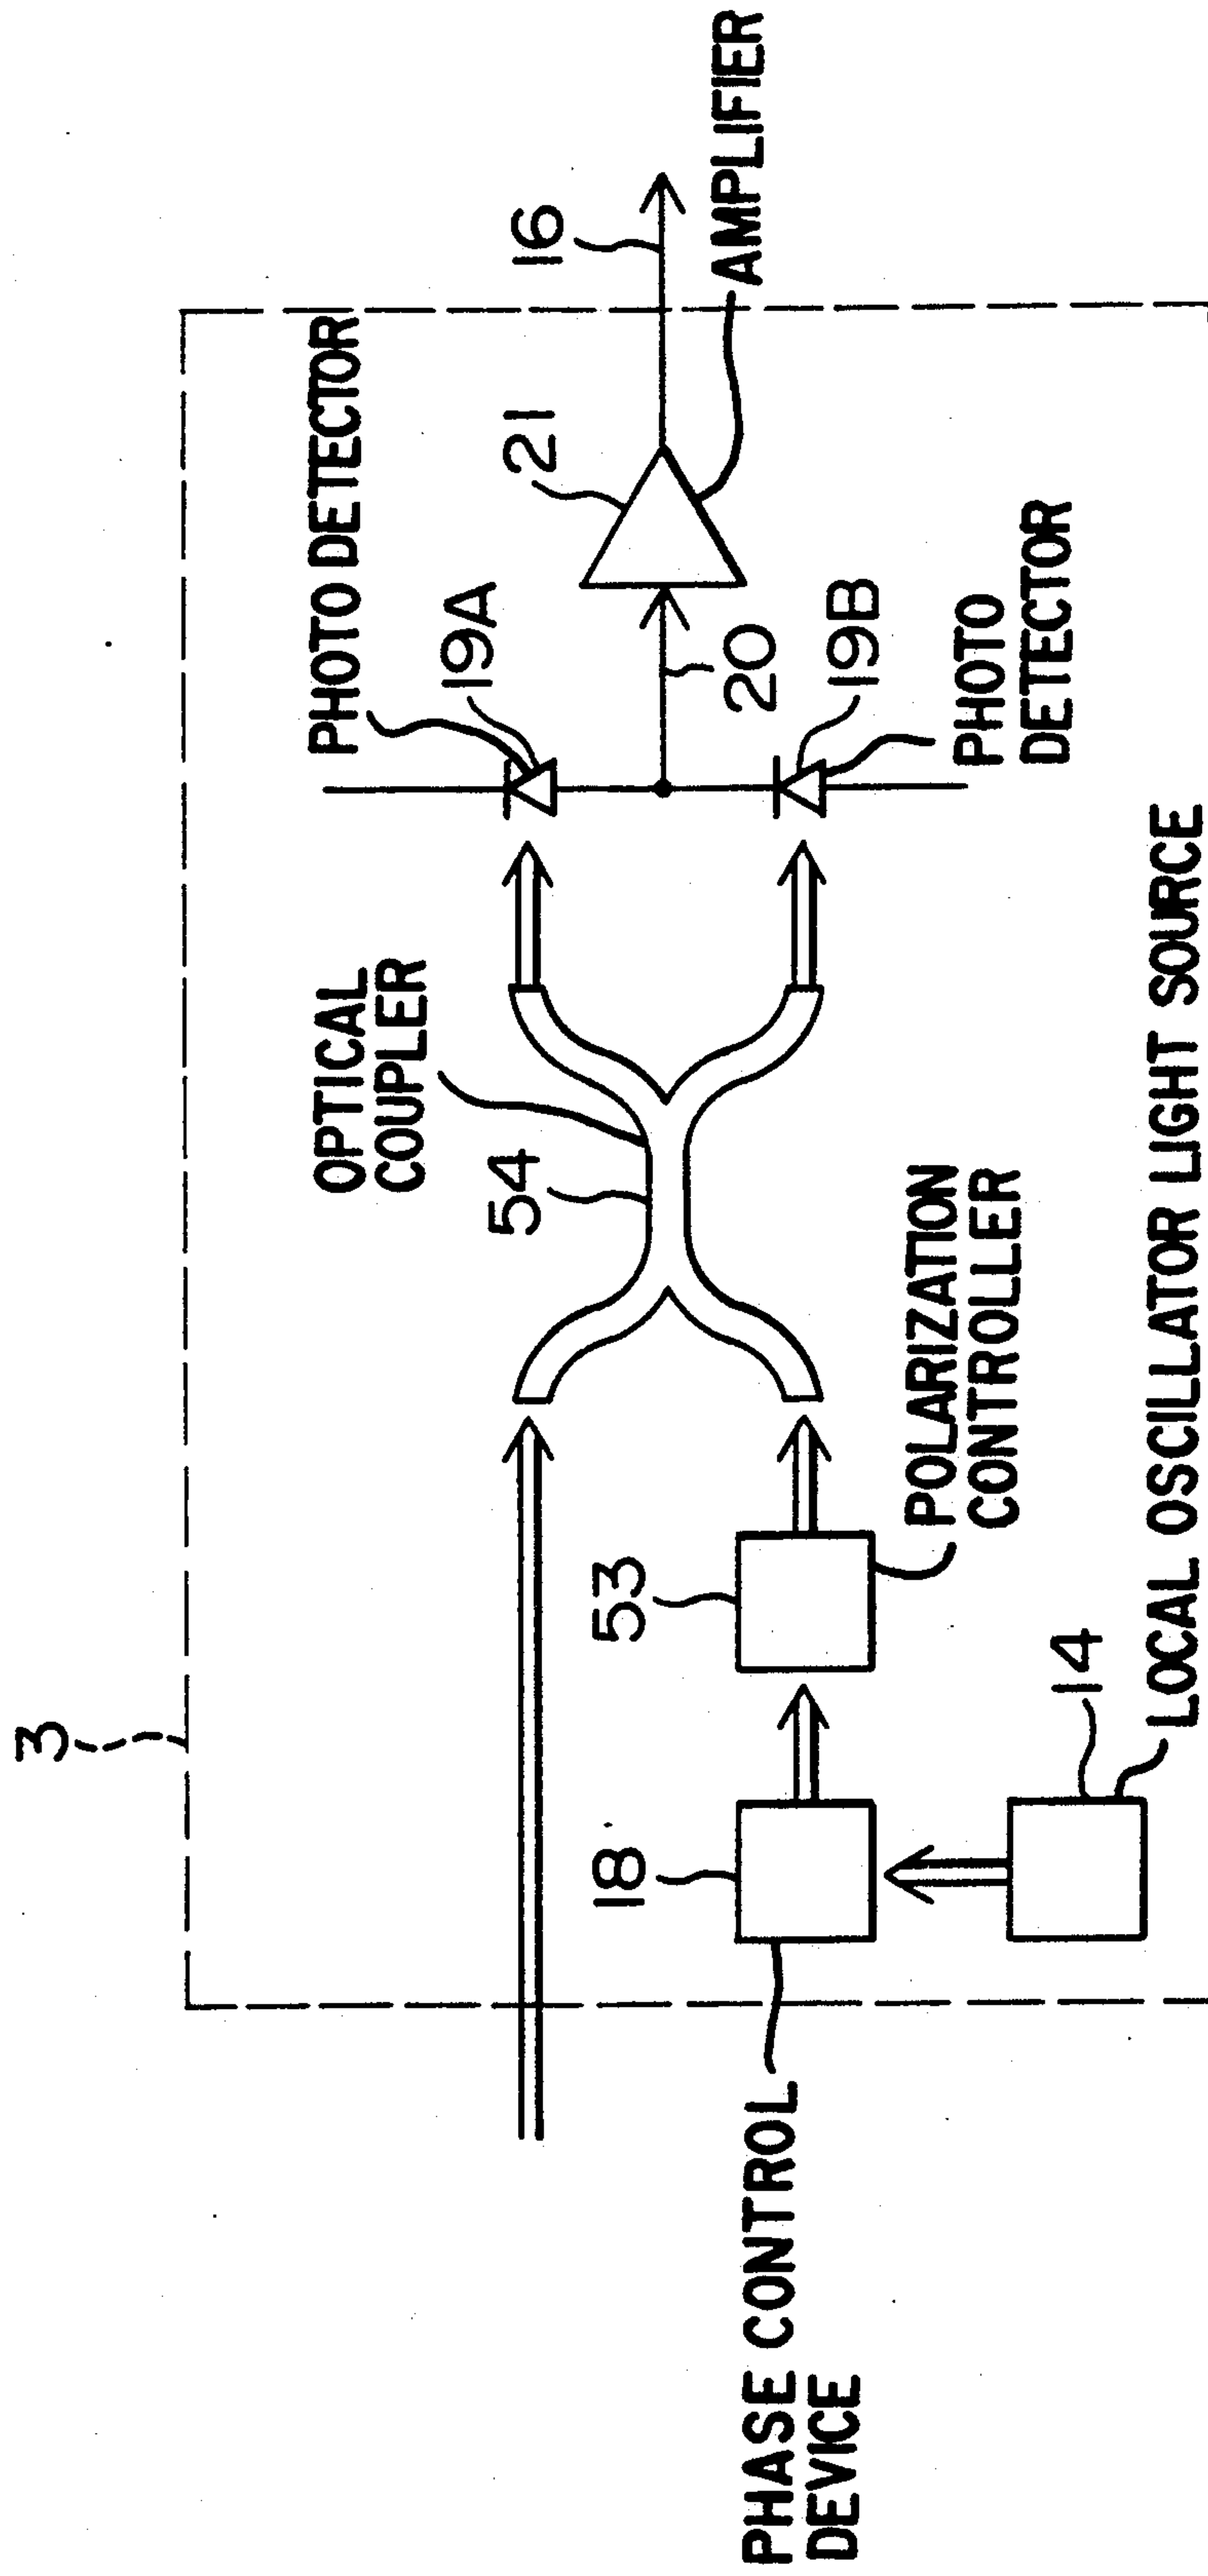 3
PHOTO DETECTOR
16
OPTICAL
COUPLER
19A
21
AMPLIFIER
54
20
53
18
19B
PHOTO
DETECTOR
POLARIZATION
CONTROLLER
PHASE CONTROL
DEVICE
14
LOCAL OSCILLATOR LIGHT SOURCE